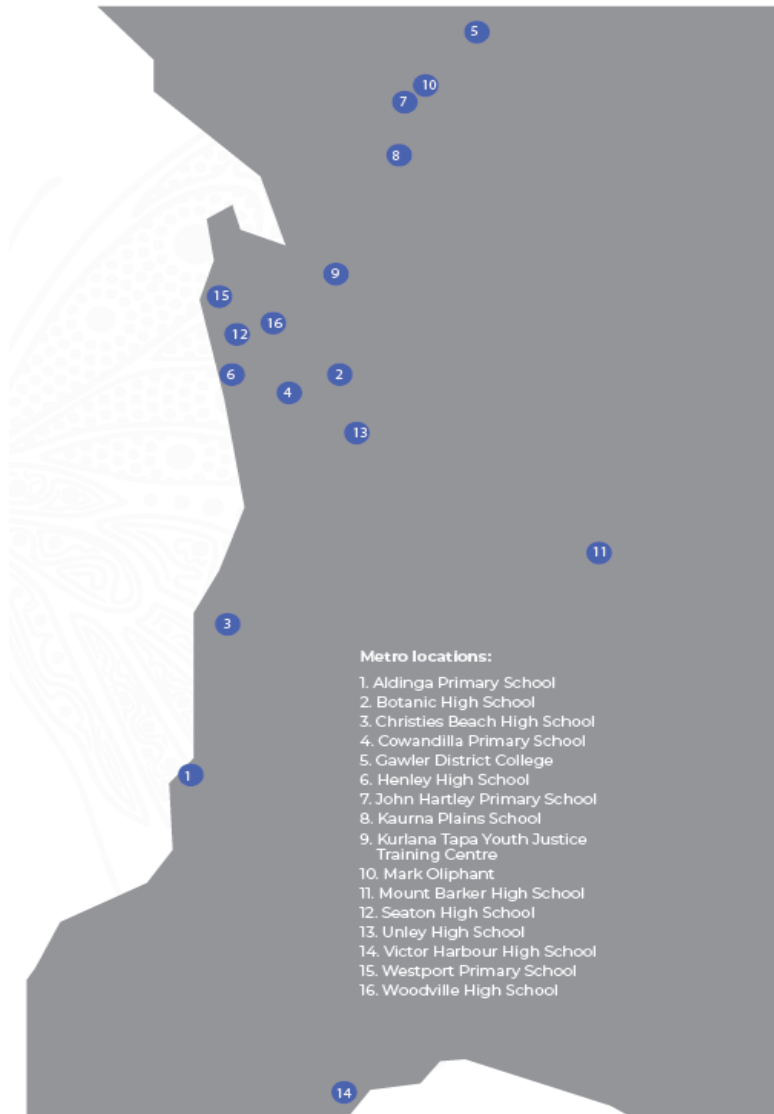 5
10
7
8
9
15
16
12
6
2
4
13
11
3
Metro locations:
1. Aldinga Primary School
2. Botanic High School
3. Christies Beach High School
4. Cowandilla Primary School
5. Gawler District College
6. Henley High School
7. John Hartley Primary School
8. Kaurna Plains School
9. Kurlana Tapa Youth Justice
Training Centre
10. Mark Oliphant
11. Mount Barker High School
12. Seaton High School
13. Unley High School
14. Victor Harbour High School
15. Westport Primary School
16. Woodville High School
1
14